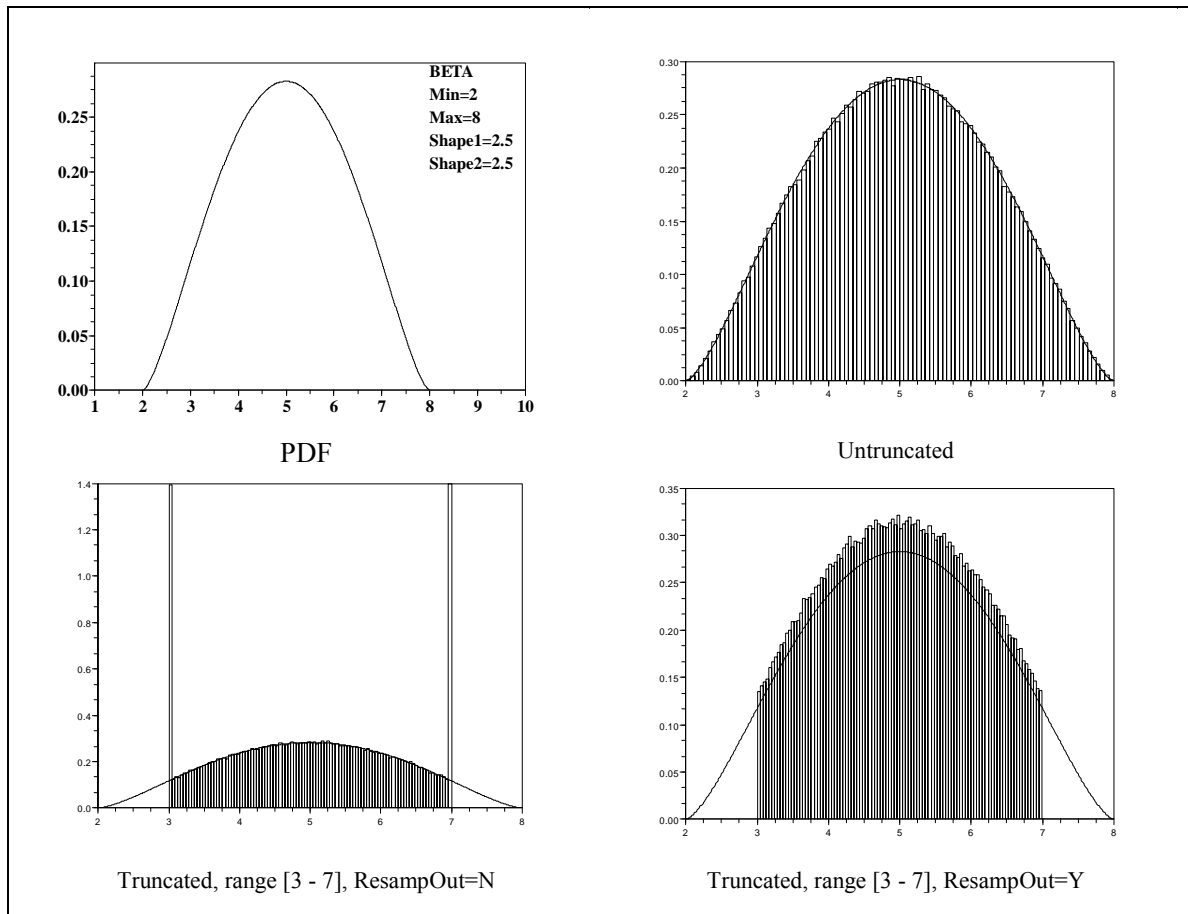 BETA
Min=2
Max=8
Shape1=2.5
Shape2=2.5
0.25
0.20
0.15
0.10
0.05
0.00
1 2 3 4 5 6 7 8 9 10
PDF
0.30
0.25
0.20
0.15
0.10
0.05
0.00
2 3 4 5 6 7 8
Untruncated
1.4
1.2
1.0
0.8
0.6
0.4
0.2
0.0
2 3 4 5 6 7 8
Truncated, range [3 - 7], ResampOut=N
0.35
0.30
0.25
0.20
0.15
0.10
0.05
0.00
2 3 4 5 6 7 8
Truncated, range [3 - 7], ResampOut=Y